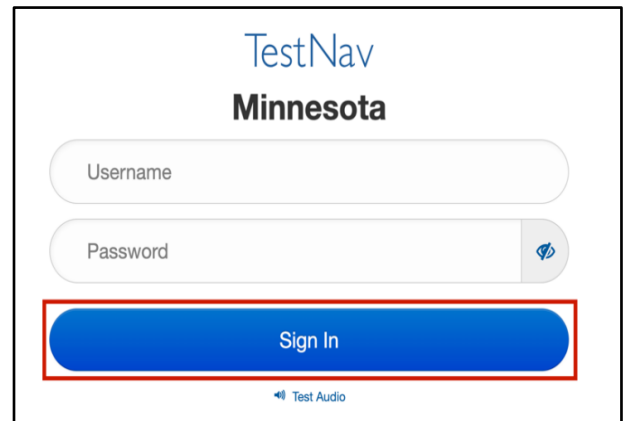 TestNav
Minnesota
Username
Password
Sign In
Test Audio